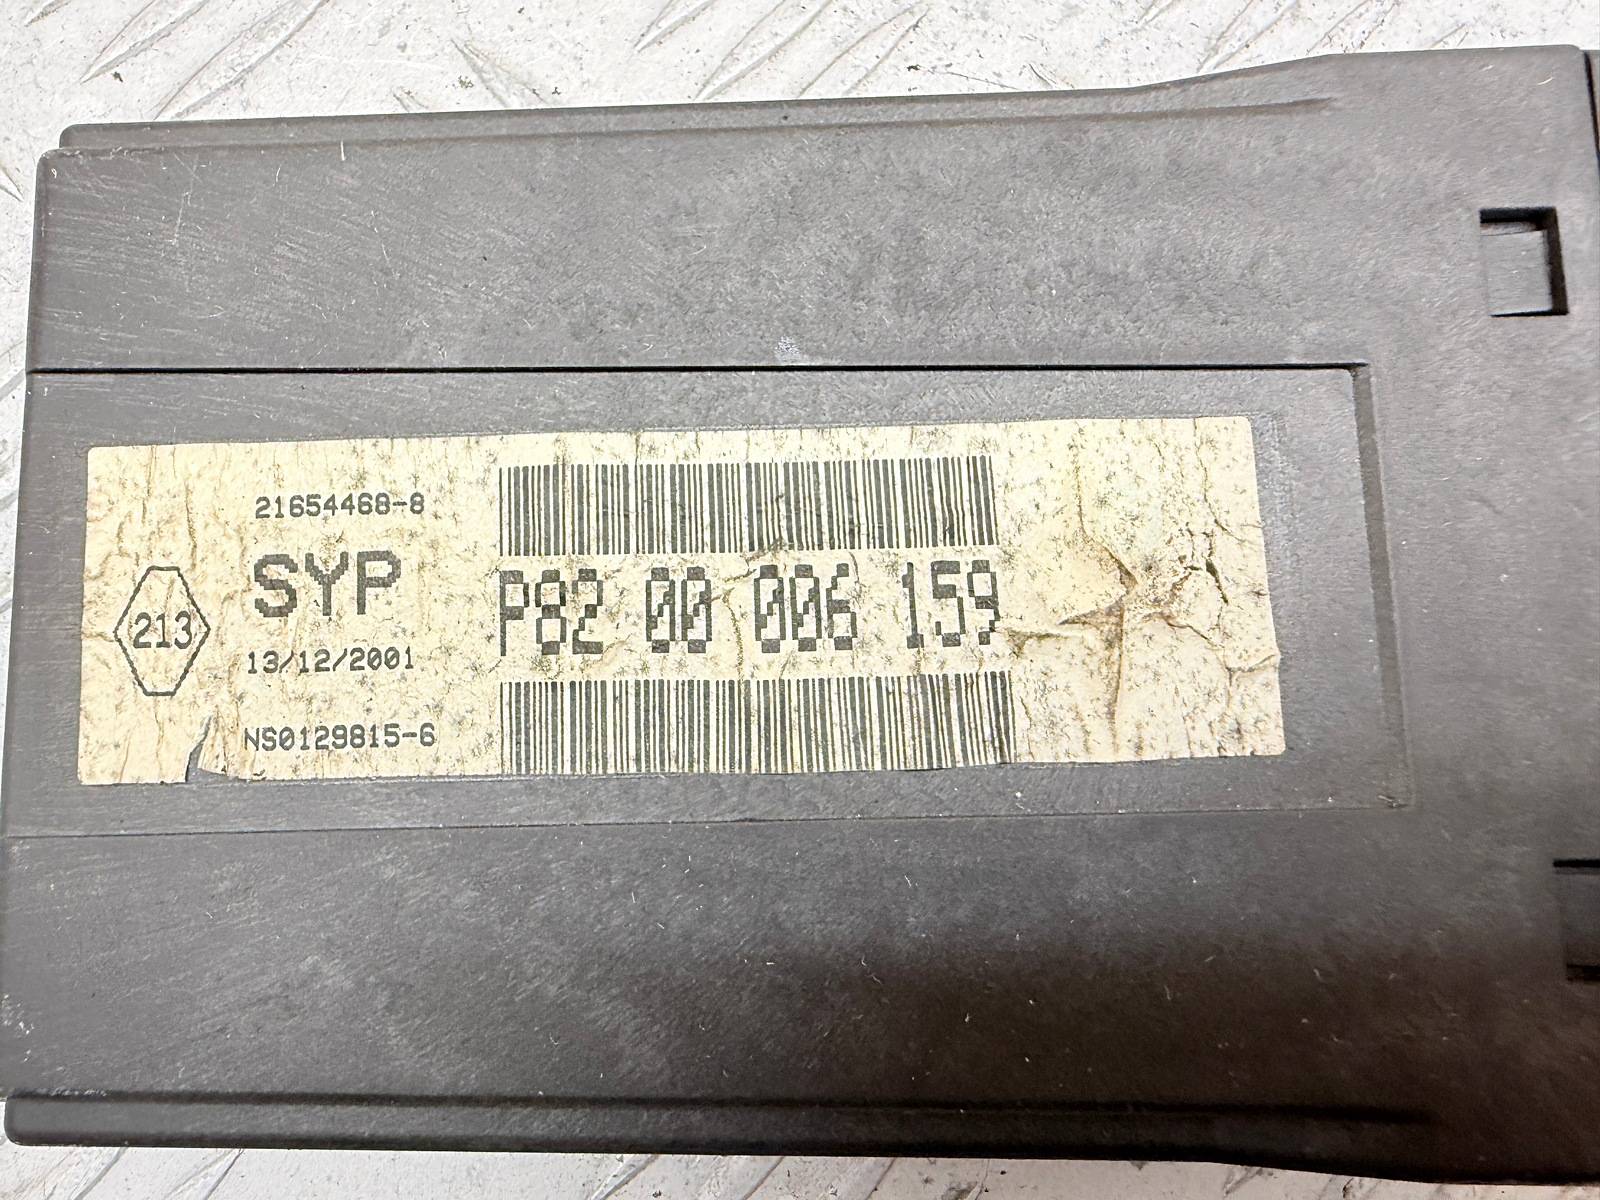 21654468-8
SYP
213
13/12/2001
NS0129815-6
P82 00 006 159